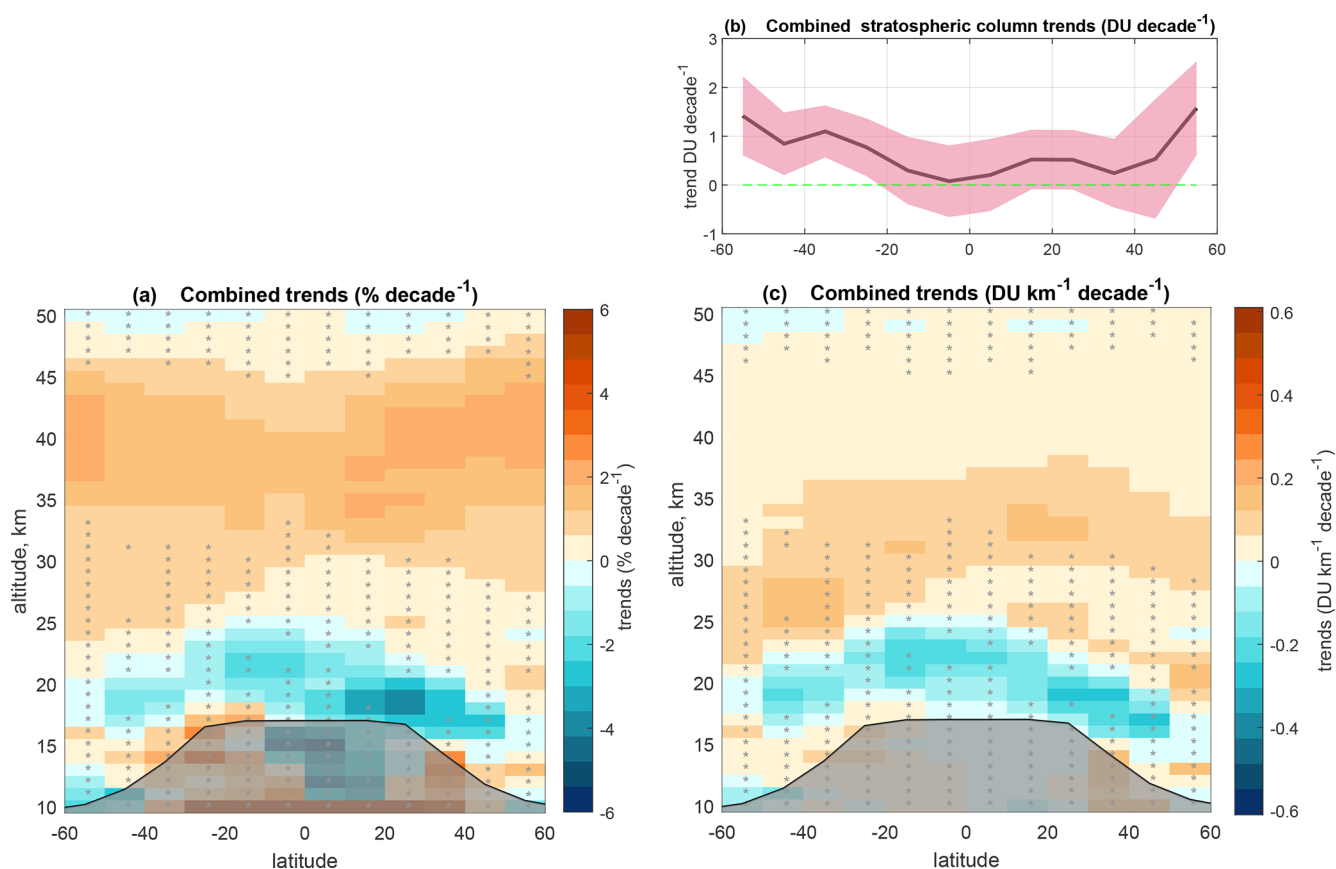 (b) Combined stratospheric column trends (DU decade-1)
3
2
1
0
-1
trend DU decade-1
-60 -40 -20 0 20 40 60
(a) Combined trends (% decade-1)
50
45
40
35
30
25
20
15
10
altitude, km
-60 -40 -20 0 20 40 60
latitude
6
4
2
0
-2
-4
-6
trends (% decade-1)
(c) Combined trends (DU km-1 decade-1)
50
45
40
35
30
25
20
15
10
altitude, km
-60 -40 -20 0 20 40 60
latitude
0.6
0.4
0.2
0
-0.2
-0.4
-0.6
trends (DU km-1 decade-1)